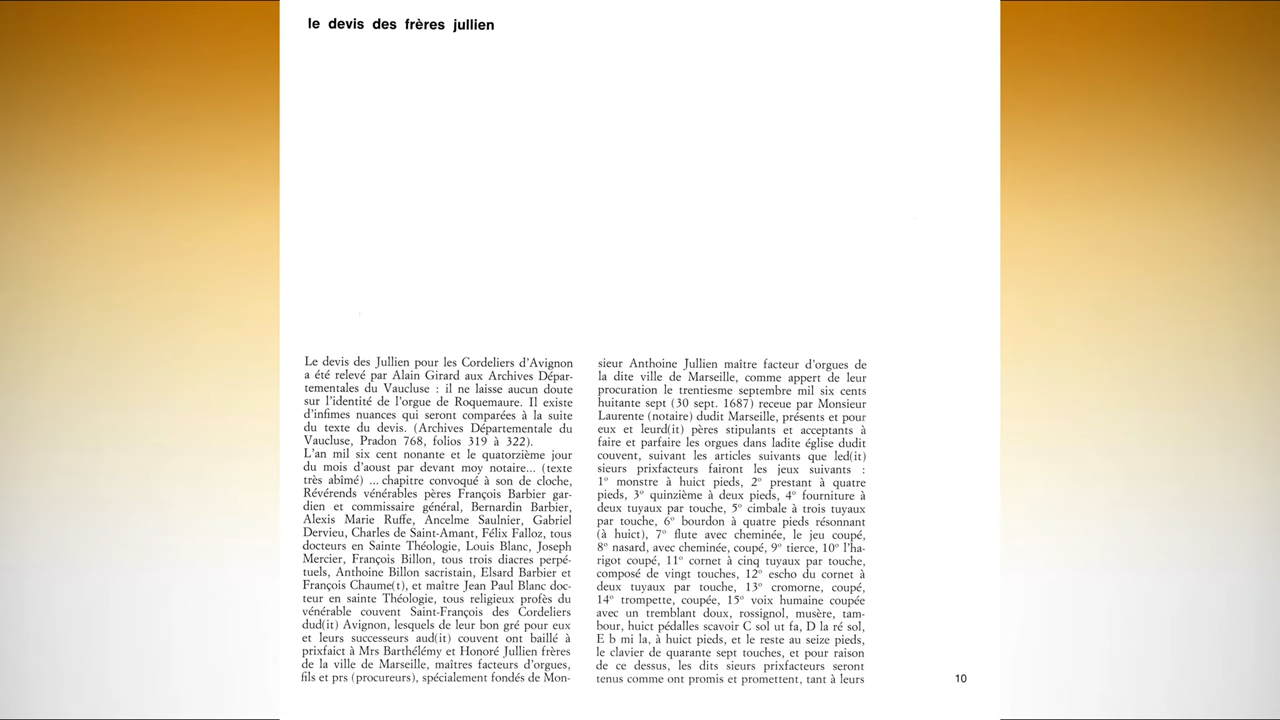 le devis des frères jullien
Le devis des Jullien pour les Cordeliers d'Avignon
a été relevé par Alain Girard aux Archives Dépar-
tementales du Vaucluse : il ne laisse aucun doute
sur l'identité de l'orgue de Roquemaure. Il existe
d'infimes nuances qui seront comparées à la suite
du texte du devis. (Archives Départementale du
Vaucluse, Pradon 768, folios 319 à 322).
L'an mil six cent nonante et le quatorzième jour
du mois d'aoust par devant moy notaire... (texte
très abîmé) ... chapitre convoqué à son de cloche,
Révérends vénérables pères François Barbier gar-
dien et commissaire général, Bernardin Barbier,
Alexis Marie Ruffe, Ancelme Saulnier, Gabriel
Dervieu, Charles de Saint-Amant, Félix Falloz, tous
docteurs en Sainte Théologie, Louis Blanc, Joseph
Mercier, François Billon, tous trois diacres perpé-
tuels, Anthoine Billon sacristain, Elsard Barbier et
François Chaume(t), et maître Jean Paul Blanc doc-
teur en sainte Théologie, tous religieux profès du
vénérable couvent Saint-François des Cordeliers
dud(it) Avignon, lesquels de leur bon gré pour eux
et leurs successeurs aud(it) couvent ont baillé à
prixfaict à Mrs Barthélémy et Honoré Jullien frères
de la ville de Marseille, maîtres facteurs d'orgues,
fils et prs (procureurs), spécialement fondés de Mon-
sieur Anthoine Jullien maître facteur d'orgues de
la dite ville de Marseille, comme appert de leur
procuration le trentiesme septembre mil six cents
huitante sept (30 sept. 1687) receue par Monsieur
Laurente (notaire) dudit Marseille, présents et pour
eux et leurd(it) pères stipulants et acceptants à
faire et parfaire les orgues dans ladite église dudit
couvent, suivant les articles suivants que led(it)
sieurs prixfacteurs fairont les jeux suivants :
1° monstre à huict pieds, 2° prestant à quatre
pieds, 3° quinzième à deux pieds, 4° fourniture à
deux tuyaux par touche, 5° cimbale à trois tuyaux
par touche, 6° bourdon à quatre pieds résonnant
(à huict), 7° flute avec cheminée, le jeu coupé,
8° nasard, avec cheminée, coupé, 9° tierce, 10° l'ha-
rigot coupé, 11° cornet à cinq tuyaux par touche,
composé de vingt touches, 12° escho du cornet à
deux tuyaux par touche, 13° cromorne, coupé,
14° trompette, coupée, 15° voix humaine coupée
avec un tremblant doux, rossignol, musère, tam-
bour, huict pédalles scavoir C sol ut fa, D la ré sol,
E b mi la, à huict pieds, et le reste au seize pieds,
le clavier de quarante sept touches, et pour raison
de ce dessus, les dits sieurs prixfacteurs seront
tenus comme ont promis et promettent, tant à leurs
10